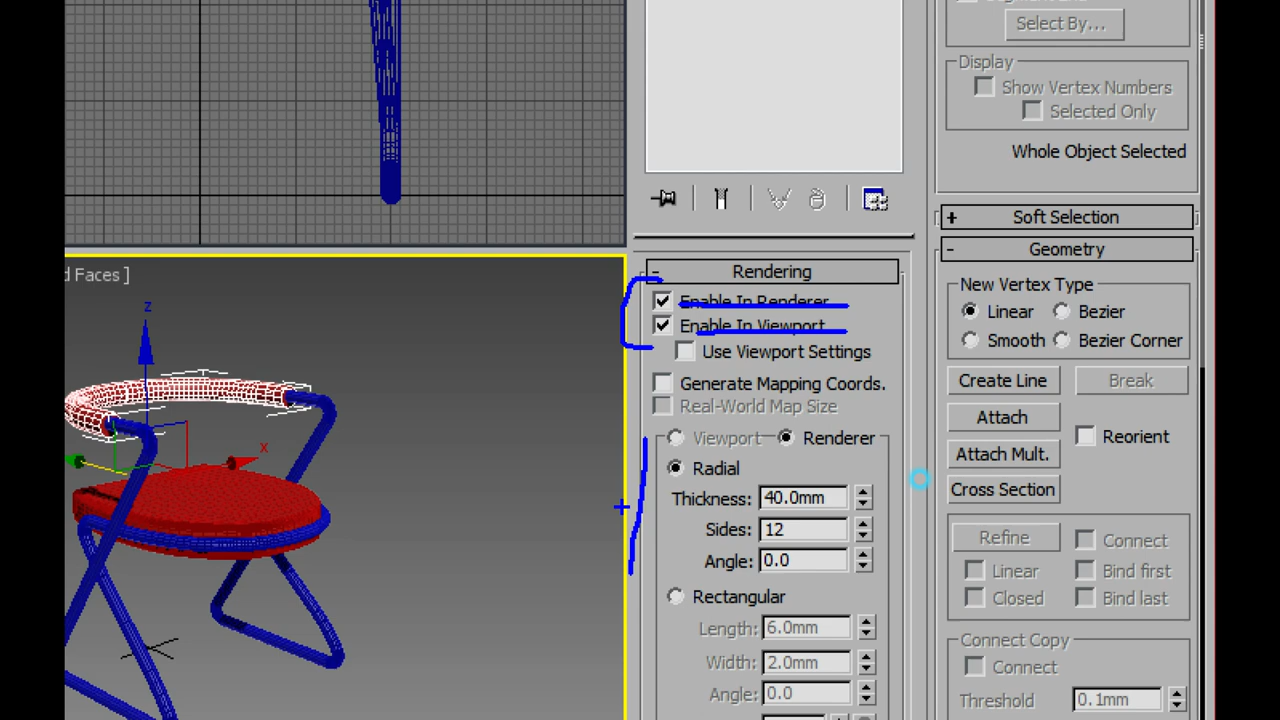 Select By...
Display
Show Vertex Numbers
Selected Only
Whole Object Selected
+ Soft Selection
- Geometry
New Vertex Type
Linear Bezier
Smooth Bezier Corner
Create Line Break
Attach
Reorient
Attach Mult.
Cross Section
Refine Connect
Linear Bind first
Closed Bind last
Connect Copy
Connect
Threshold 0.1mm
- Rendering
Enable In Renderer
Enable In Viewport
Use Viewport Settings
Generate Mapping Coords.
Real-World Map Size
Viewport Renderer
Radial
Thickness: 40.0mm
Sides: 12
Angle: 0.0
Rectangular
Length: 6.0mm
Width: 2.0mm
Angle: 0.0
d Faces ]
z
x